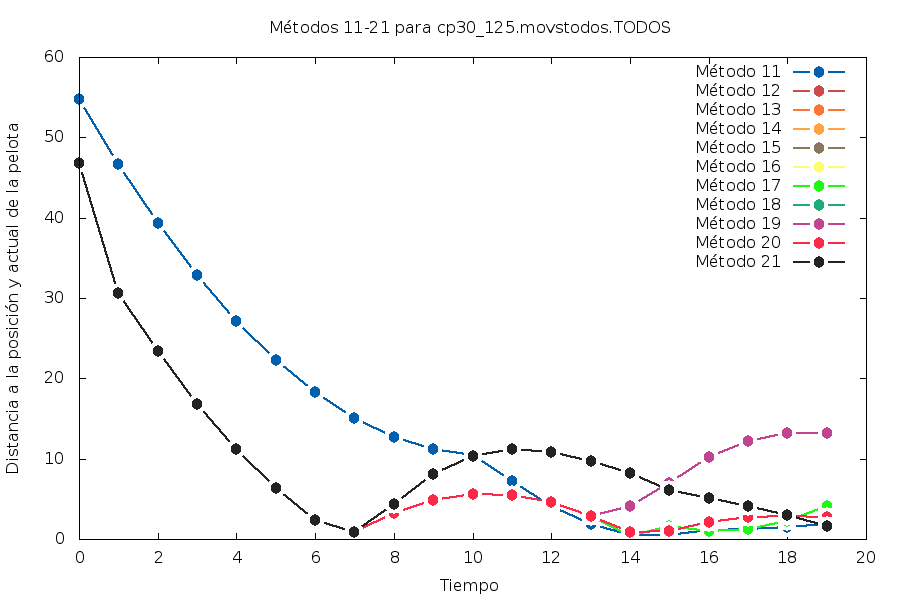 Métodos 11-21 para cp30_125.movstodos.TODOS
Distancia a la posición y actual de la pelota
60
50
40
30
20
10
0
Método 11
Método 12
Método 13
Método 14
Método 15
Método 16
Método 17
Método 18
Método 19
Método 20
Método 21
0 2 4 6 8 10 12 14 16 18 20
Tiempo